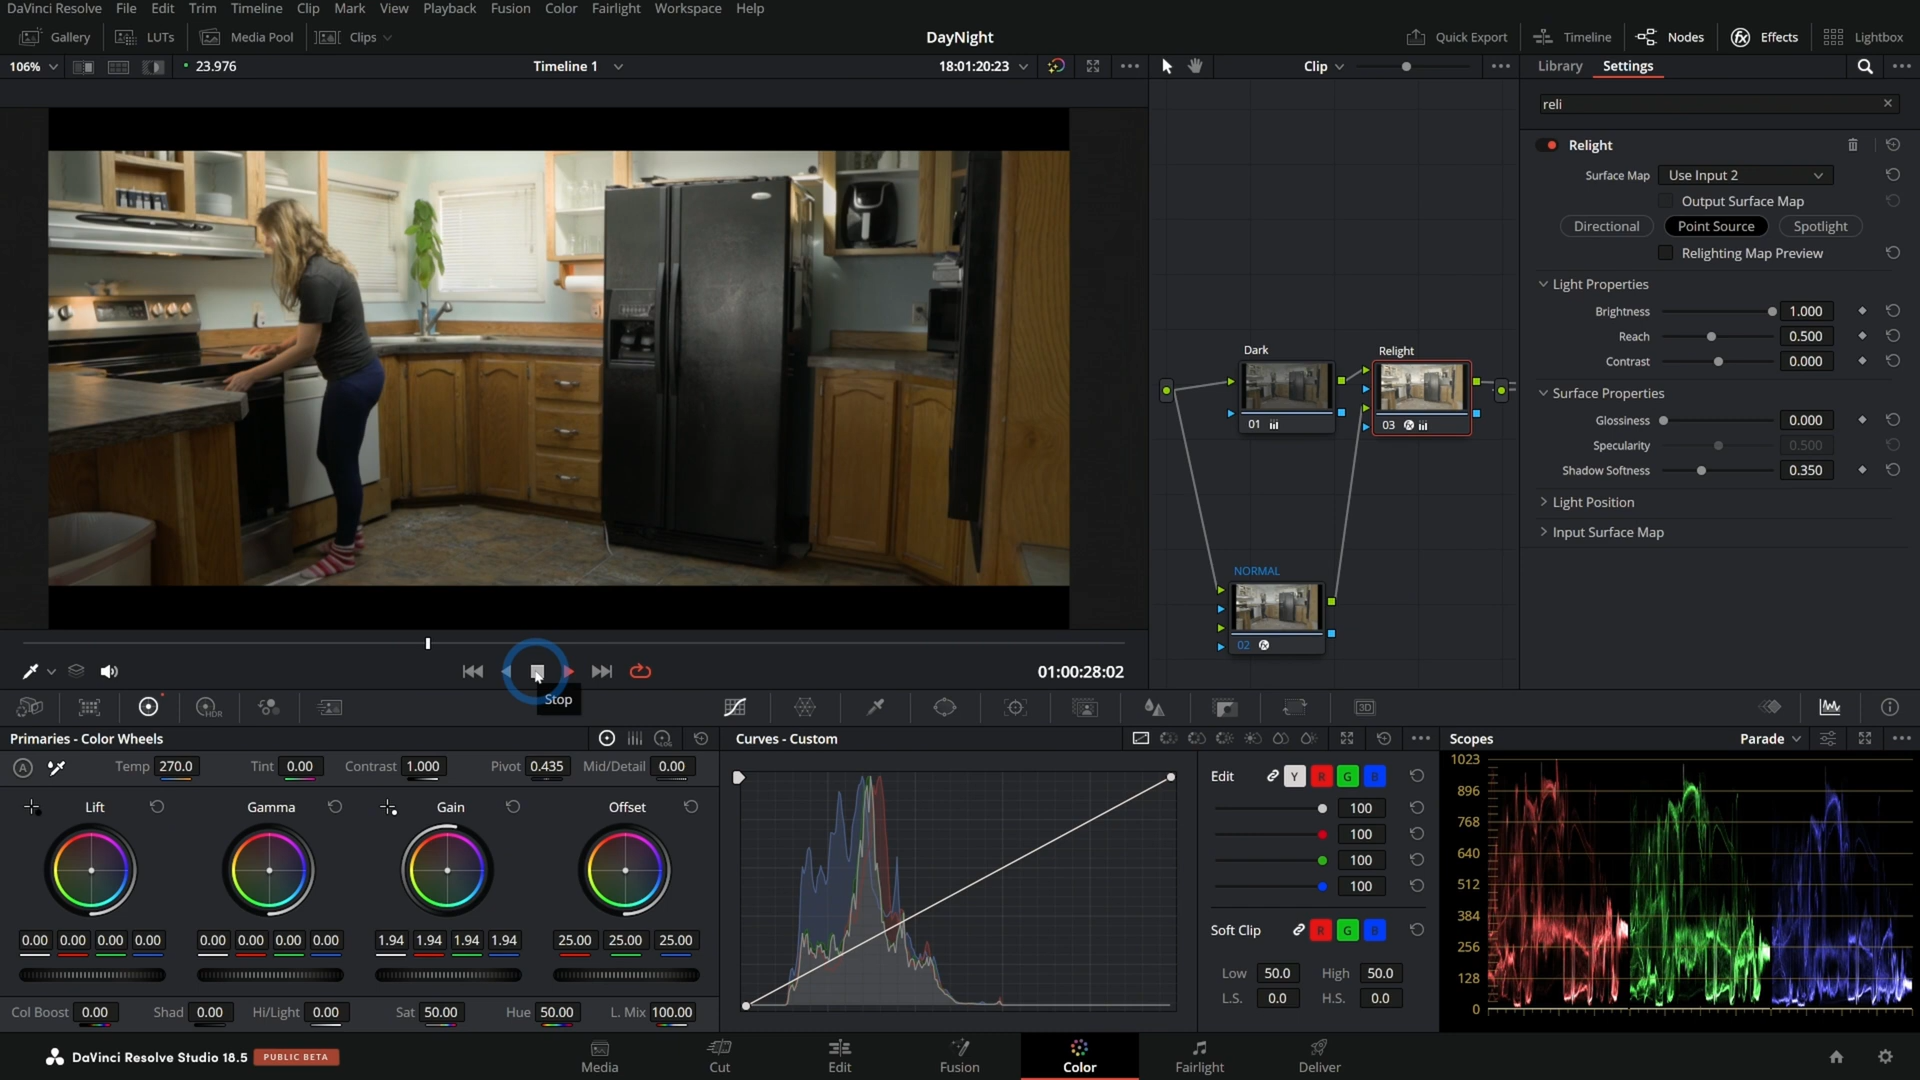 DaVinci Resolve File Edit Trim Timeline Clip Mark View Playback Fusion Color Fairlight Workspace Help
Gallery LUTs Media Pool Clips DayNight Quick Export Timeline Nodes Effects Lightbox
106% 23.976 Timeline 1 18:01:20:23 Clip Library Settings
reli
Relight
Surface Map Use Input 2
Output Surface Map
Directional Point Source Spotlight
Relighting Map Preview
Light Properties
Brightness 1.000
Reach 0.500
Contrast 0.000
Surface Properties
Glossiness 0.000
Specularity 0.500
Shadow Softness 0.350
Light Position
Input Surface Map
Dark Relight
01 03
NORMAL
02
01:00:28:02
Stop
HDR 3D
Primaries - Color Wheels Curves - Custom Scopes Parade
Temp 270.0 Tint 0.00 Contrast 1.000 Pivot 0.435 Mid/Detail 0.00
Lift Gamma Gain Offset
0.00 0.00 0.00 0.00 0.00 0.00 0.00 0.00 1.94 1.94 1.94 1.94 25.00 25.00 25.00
Col Boost 0.00 Shad 0.00 Hi/Light 0.00 Sat 50.00 Hue 50.00 L. Mix 100.00
Edit Y R G B
100
100
100
100
Soft Clip R G B
Low 50.0 High 50.0
L.S. 0.0 H.S. 0.0
1023
896
768
640
512
384
256
128
0
DaVinci Resolve Studio 18.5 PUBLIC BETA
Media Cut Edit Fusion Color Fairlight Deliver